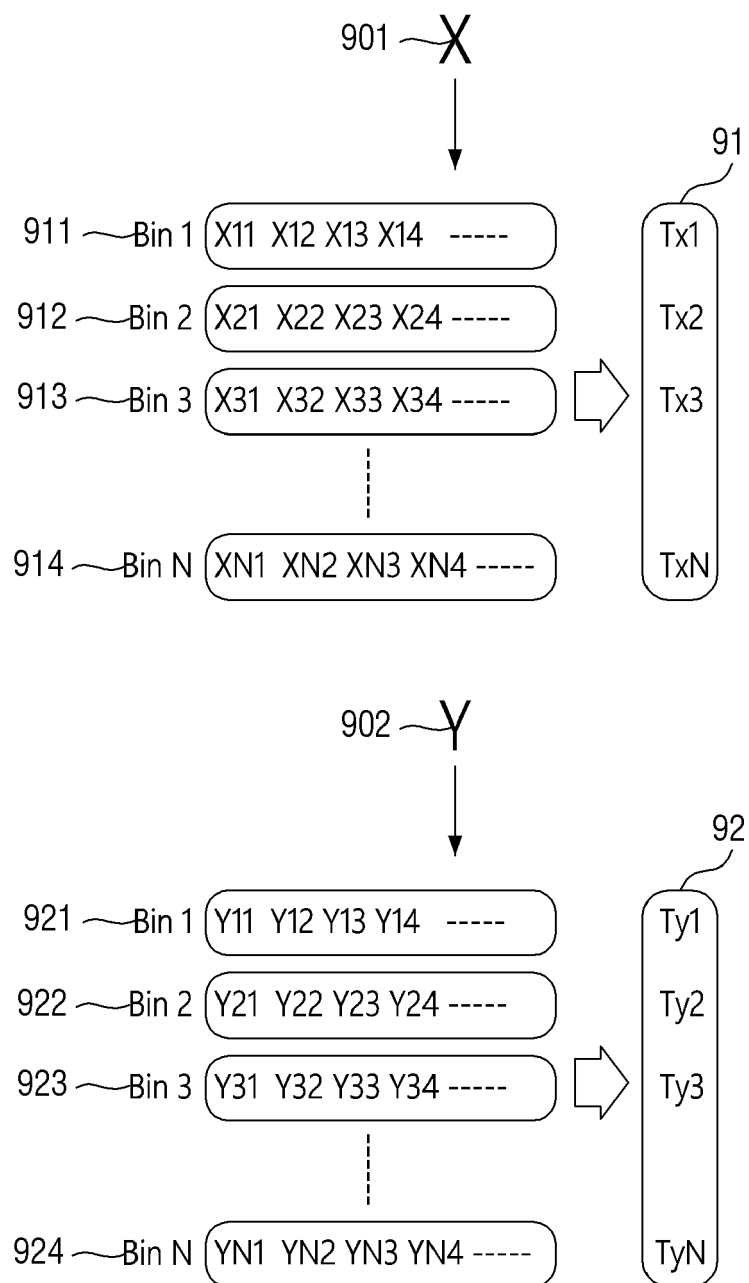 901 X
91
911 Bin 1 X11 X12 X13 X14 ----- Tx1
912 Bin 2 X21 X22 X23 X24 ----- Tx2
913 Bin 3 X31 X32 X33 X34 ----- Tx3
914 Bin N XN1 XN2 XN3 XN4 ----- TxN
902 Y
92
921 Bin 1 Y11 Y12 Y13 Y14 ----- Ty1
922 Bin 2 Y21 Y22 Y23 Y24 ----- Ty2
923 Bin 3 Y31 Y32 Y33 Y34 ----- Ty3
924 Bin N YN1 YN2 YN3 YN4 ----- TyN